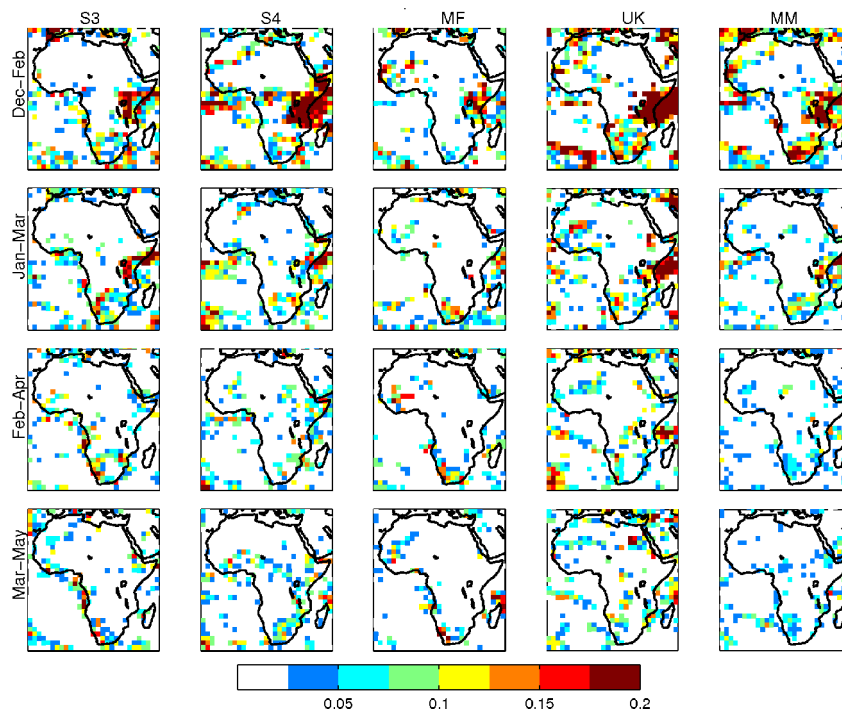 S3 S4 MF UK MM
Dec-Feb
Jan-Mar
Feb-Apr
Mar-May
0.05 0.1 0.15 0.2